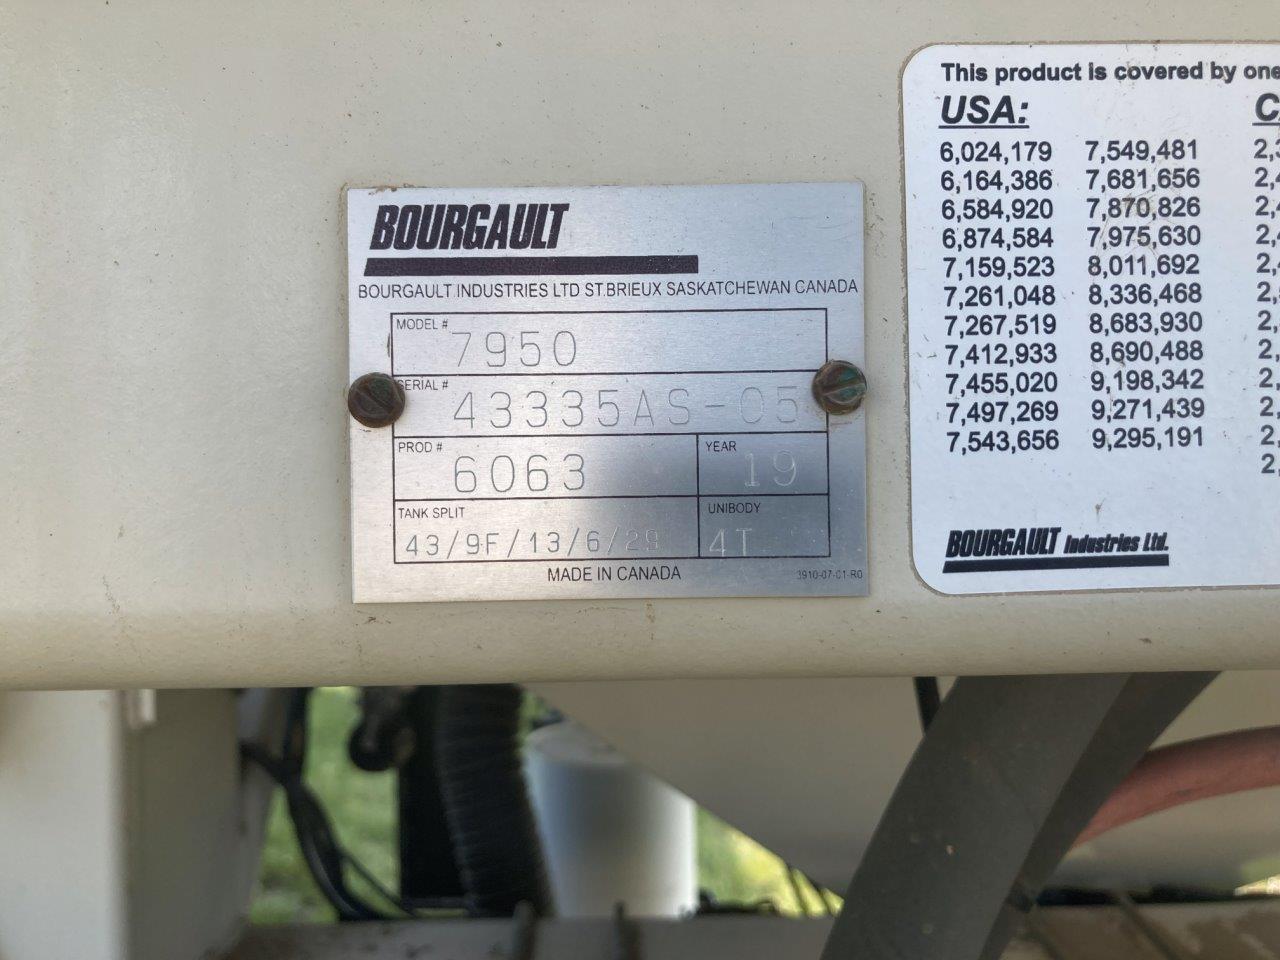 BOURGAULT
BOURGAULT INDUSTRIES LTD ST.BRIEUX SASKATCHEWAN CANADA
MODEL # 7950
SERIAL # 43335AS-05
PROD # 6063 YEAR 19
TANK SPLIT UNIBODY
43/9F/13/6/29 4T
MADE IN CANADA 3910-07-01-R0
This product is covered by one
USA:
6,024,179 7,549,481
6,164,386 7,681,656
6,584,920 7,870,826
6,874,584 7,975,630
7,159,523 8,011,692
7,261,048 8,336,468
7,267,519 8,683,930
7,412,933 8,690,488
7,455,020 9,198,342
7,497,269 9,271,439
7,543,656 9,295,191
BOURGAULT Industries Ltd.